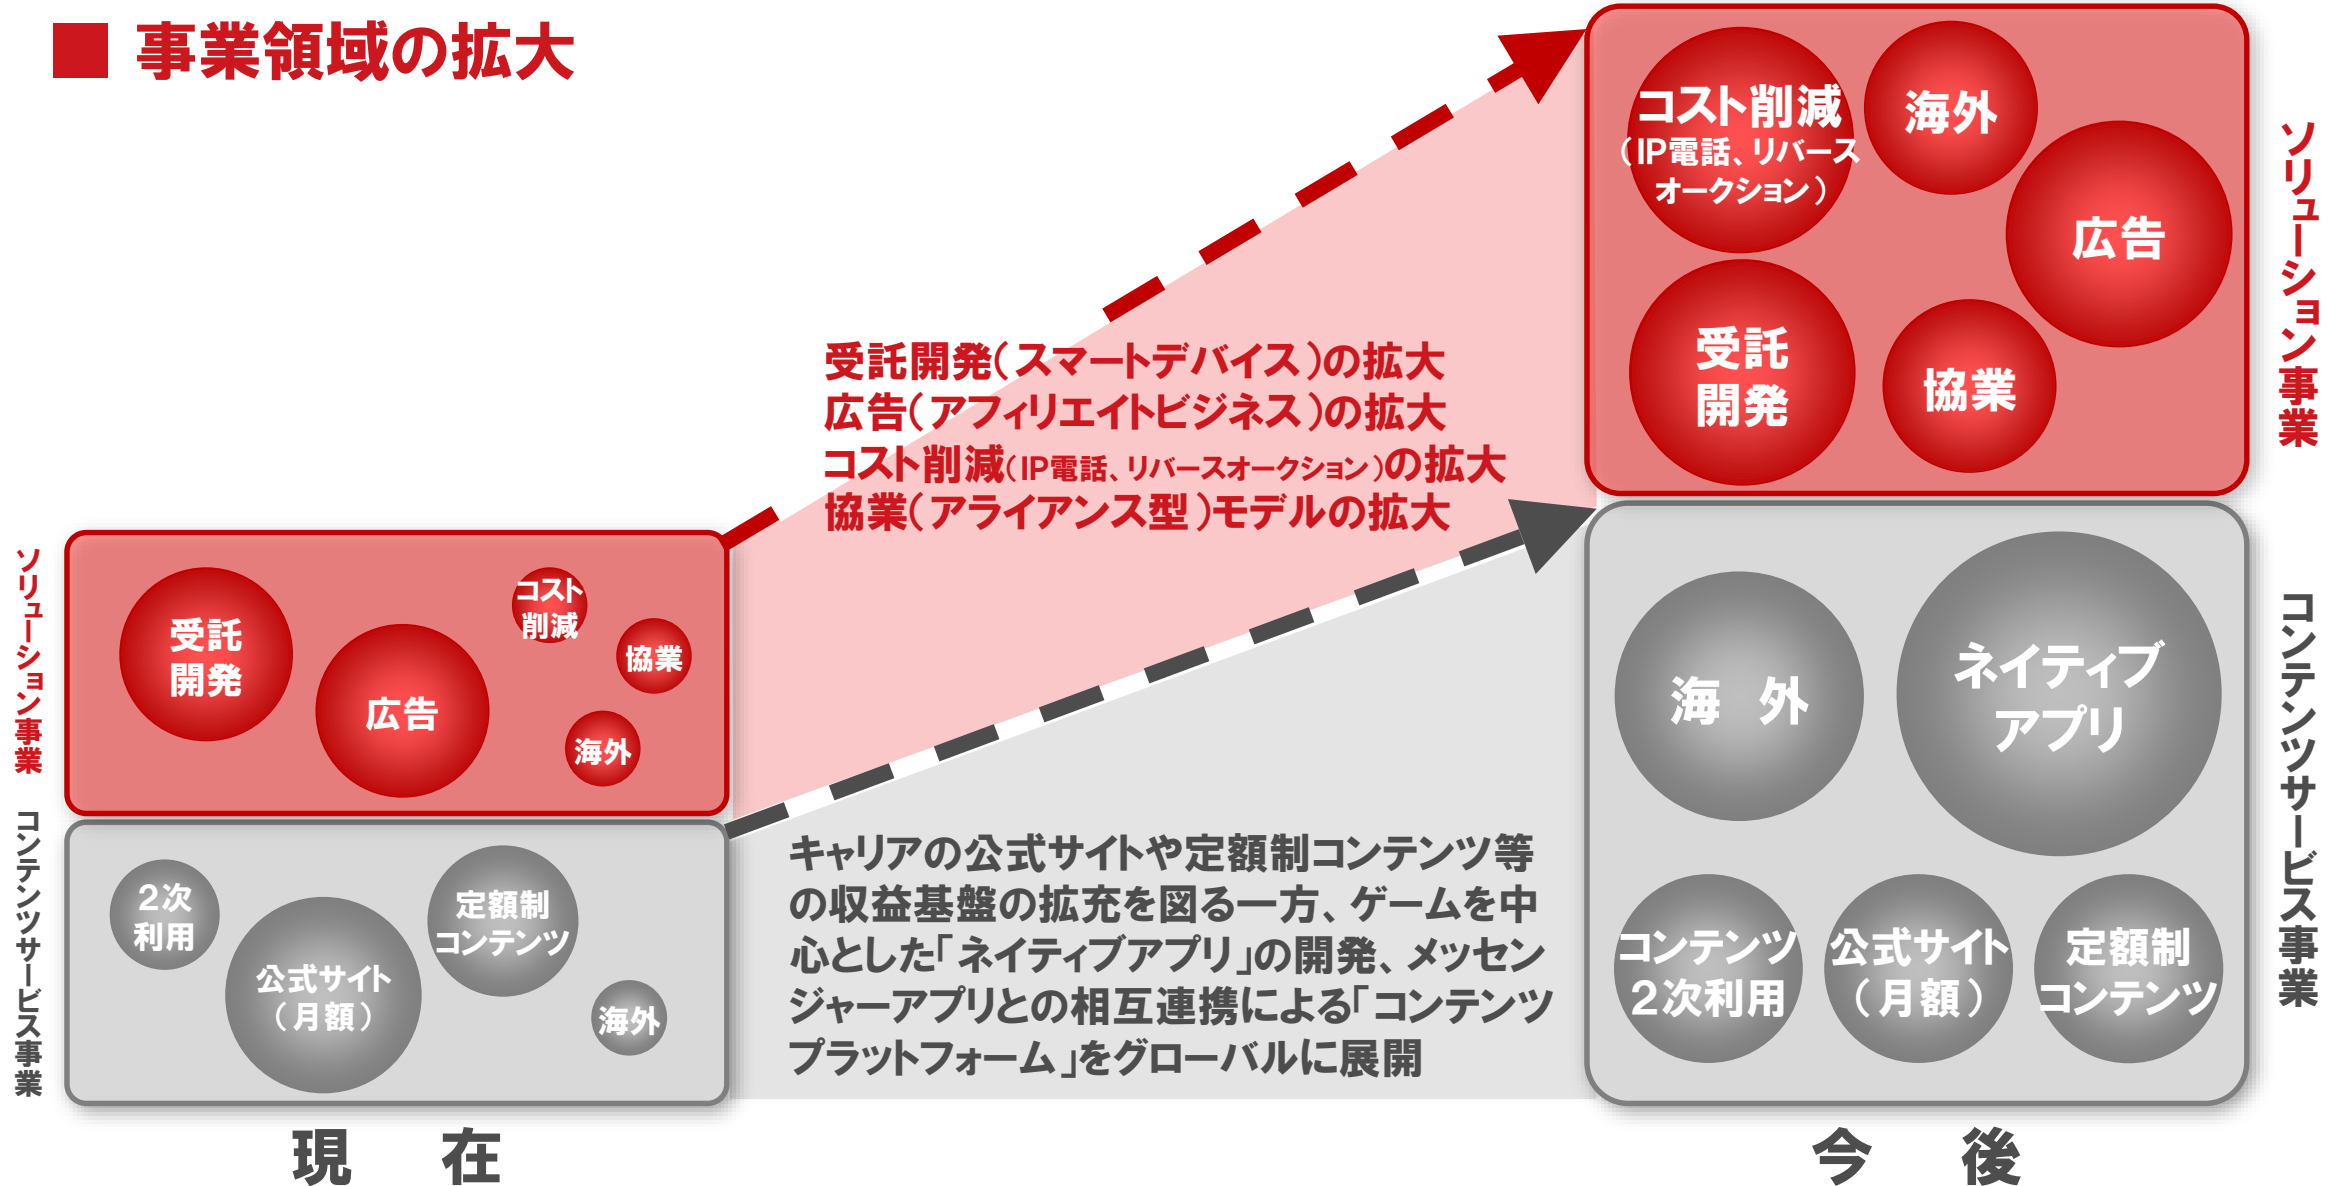 事業領域の拡大
コスト削減
（IP電話、リバース
オークション）
海外
広告
受託
開発
協業
ソリューション事業
受託開発（スマートデバイス）の拡大
広告（アフィリエイトビジネス）の拡大
コスト削減（IP電話、リバースオークション）の拡大
協業（アライアンス型）モデルの拡大
ソリューション事業
受託
開発
広告
コスト
削減
協業
海外
コンテンツサービス事業
２次
利用
公式サイト
（月額）
定額制
コンテンツ
海外
キャリアの公式サイトや定額制コンテンツ等
の収益基盤の拡充を図る一方、ゲームを中
心とした「ネイティブアプリ」の開発、メッセン
ジャーアプリとの相互連携による「コンテンツ
プラットフォーム」をグローバルに展開
海　外
ネイティブ
アプリ
コンテンツ
２次利用
公式サイト
（月額）
定額制
コンテンツ
コンテンツサービス事業
現　在
今　後